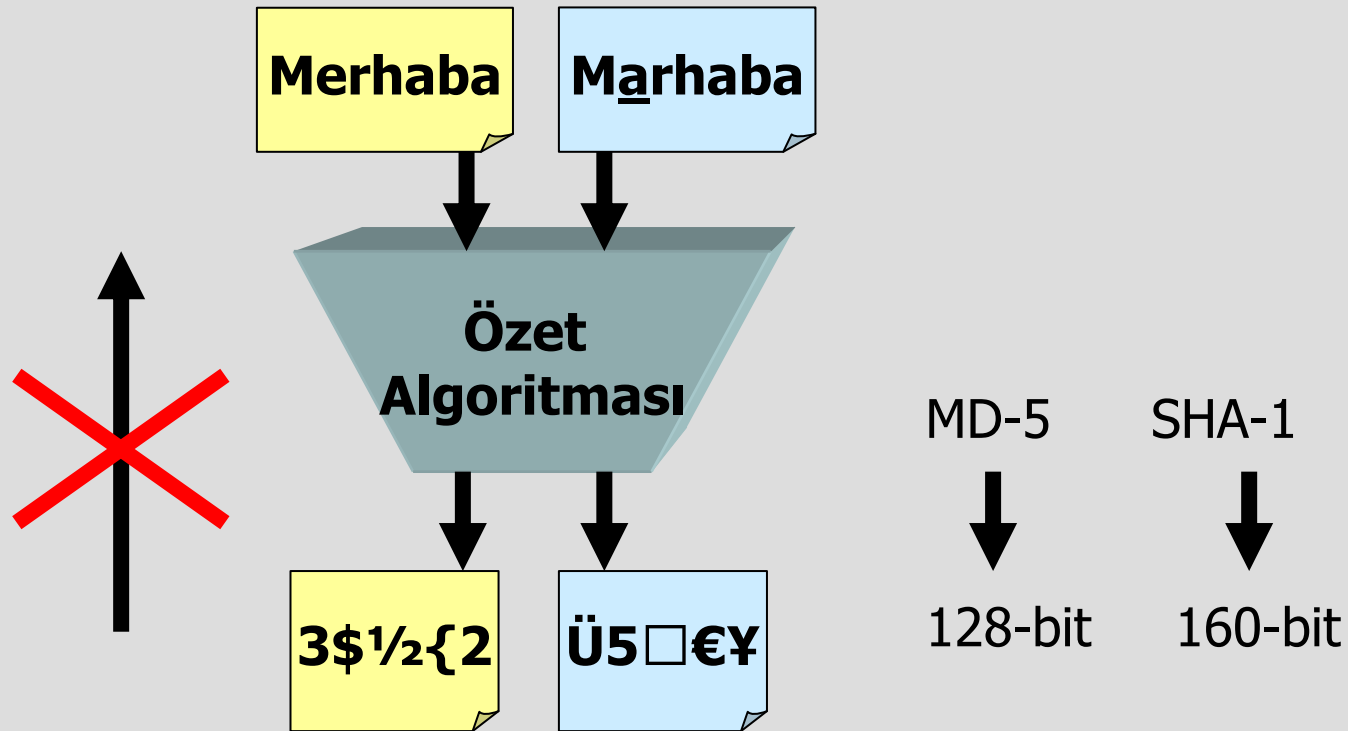 Merhaba
Marhaba
Özet
Algoritması
MD-5
SHA-1
3$½{2
Ü5□€¥
128-bit
160-bit